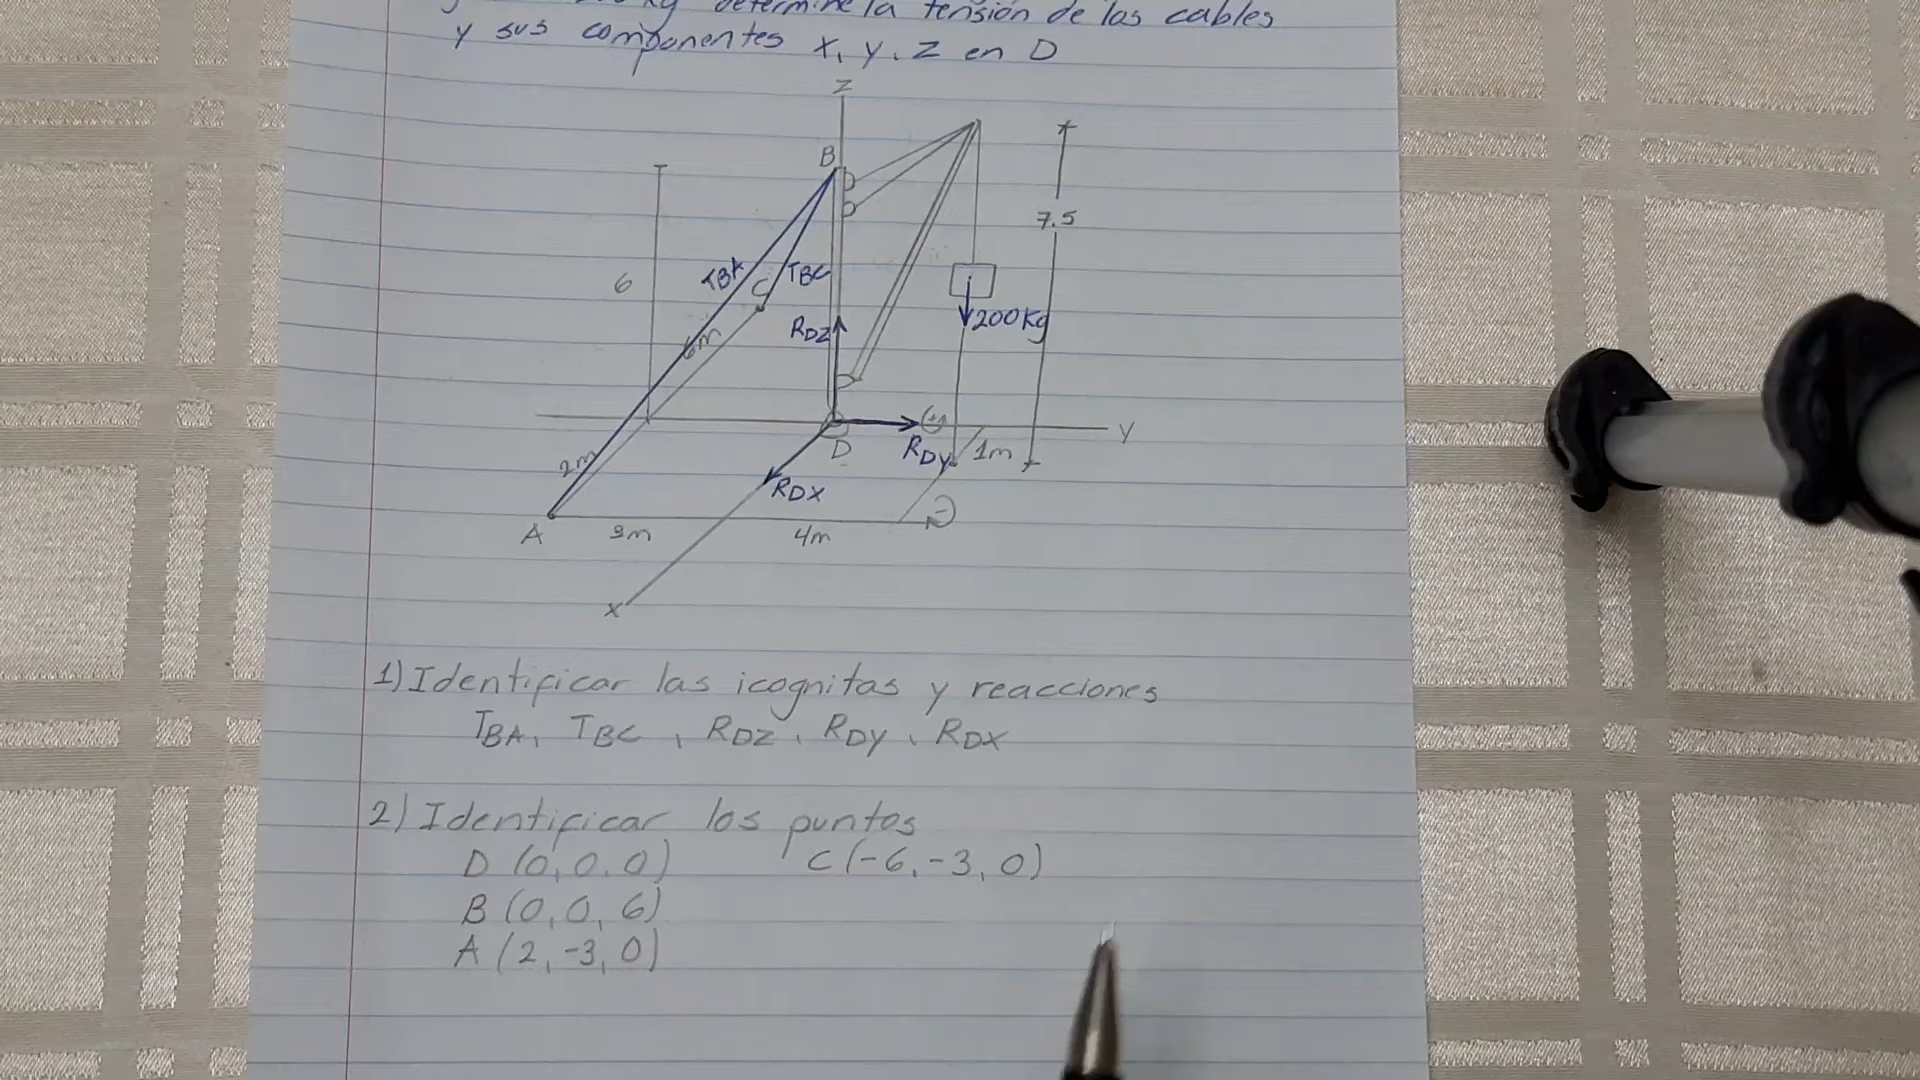 kg determine la tensión de las cables
y sus componentes x, y, z en D
Z
B
7.5
6
TBA
C
TBC
200Kg
6m
RDZ
Y
D
RDY
1m
2m
RDX
A
3m
4m
X
1) Identificar las icognitas y reacciones
TBA, TBC, RDZ, RDY, RDX
2) Identificar los puntos
D (0,0.0) C(-6,-3,0)
B (0,0,6)
A (2,-3,0)